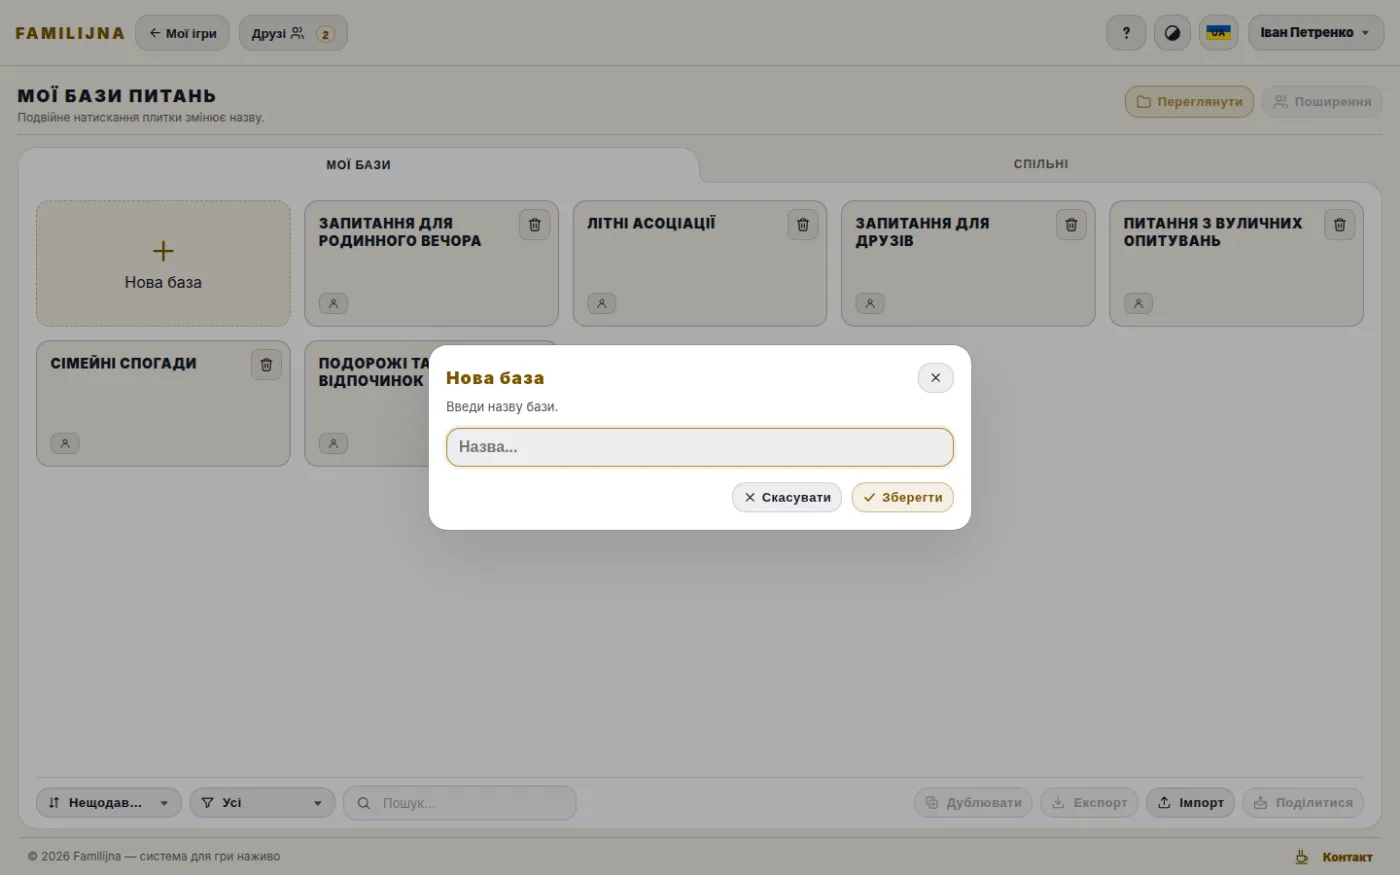 FAMILIJNA
Мої ігри
Друзі
2
?
UA
Іван Петренко
МОЇ БАЗИ ПИТАНЬ
Подвійне натискання плитки змінює назву.
Переглянути
Поширення
МОЇ БАЗИ
СПІЛЬНІ
Нова база
ЗАПИТАННЯ ДЛЯ
РОДИННОГО ВЕЧОРА
ЛІТНІ АСОЦІАЦІЇ
ЗАПИТАННЯ ДЛЯ
ДРУЗІВ
ПИТАННЯ З ВУЛИЧНИХ
ОПИТУВАНЬ
СІМЕЙНІ СПОГАДИ
ПОДОРОЖІ ТА
ВІДПОЧИНОК
Нова база
Введи назву бази.
Назва...
Скасувати
Зберегти
Нещодав...
Усі
Пошук...
Дублювати
Експорт
Імпорт
Поділитися
© 2026 Familijna — система для гри наживо
Контакт